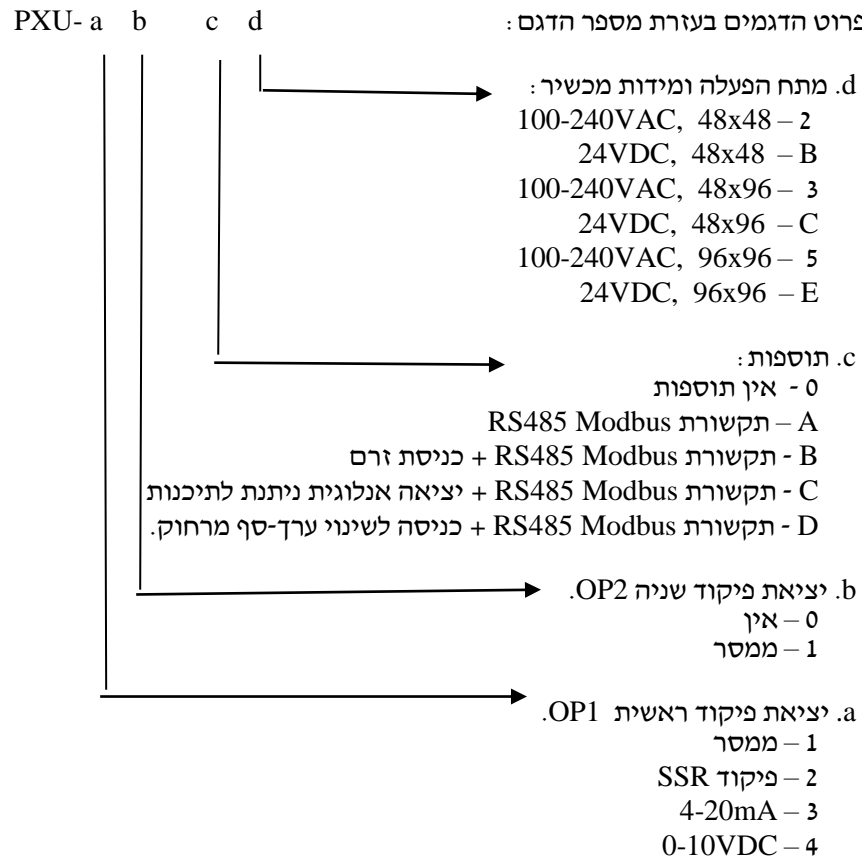 PXU- a b c d
פרוט הדגמים בעזרת מספר הדגם:
d. מתח הפעלה ומידות מכשיר:
2 – 100-240VAC, 48x48
B – 24VDC, 48x48
3 – 100-240VAC, 48x96
C – 24VDC, 48x96
5 – 100-240VAC, 96x96
E – 24VDC, 96x96
c. תוספות:
0 - אין תוספות
A – תקשורת RS485 Modbus
B - תקשורת RS485 Modbus + כניסת זרם
C - תקשורת RS485 Modbus + יציאה אנלוגית ניתנת לתיכנות
D - תקשורת RS485 Modbus + כניסה לשינוי ערך-סף מרחוק.
b. יציאת פיקוד שניה OP2.
0 – אין
1 – ממסר
a. יציאת פיקוד ראשית OP1.
1 – ממסר
2 – פיקוד SSR
3 – 4-20mA
4 – 0-10VDC